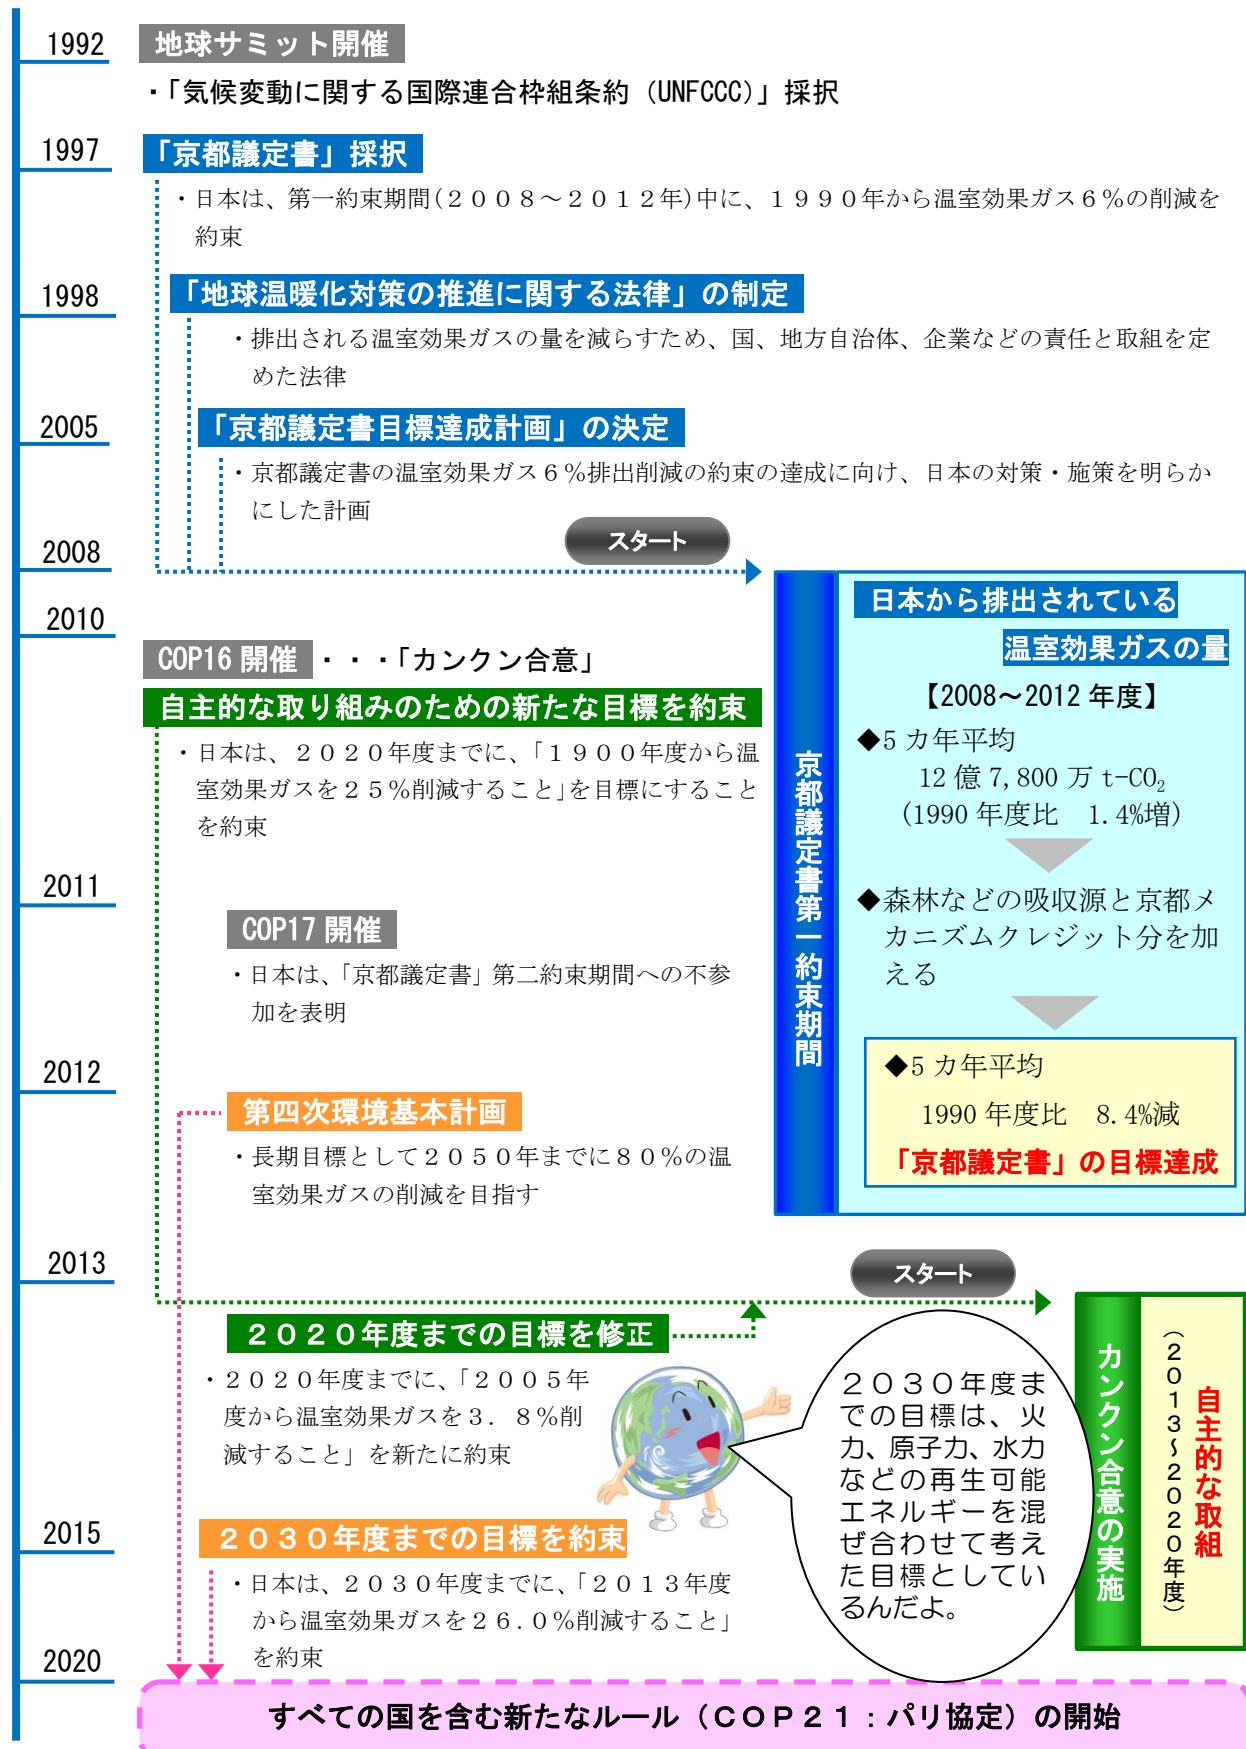 1992
地球サミット開催
・「気候変動に関する国際連合枠組条約（UNFCCC）」採択
1997
「京都議定書」採択
・日本は、第一約束期間（２００８～２０１２年）中に、１９９０年から温室効果ガス６％の削減を
約束
1998
「地球温暖化対策の推進に関する法律」の制定
・排出される温室効果ガスの量を減らすため、国、地方自治体、企業などの責任と取組を定
めた法律
2005
「京都議定書目標達成計画」の決定
・京都議定書の温室効果ガス６％排出削減の約束の達成に向け、日本の対策・施策を明らか
にした計画
スタート
2008
2010
COP16 開催 ・・・「カンクン合意」
自主的な取り組みのための新たな目標を約束
・日本は、２０２０年度までに、「１９００年度から温
室効果ガスを２５％削減すること」を目標にすること
を約束
2011
COP17 開催
・日本は、「京都議定書」第二約束期間への不参
加を表明
2012
第四次環境基本計画
・長期目標として２０５０年までに８０％の温
室効果ガスの削減を目指す
京都議定書第一約束期間
日本から排出されている
温室効果ガスの量
【2008～2012 年度】
◆5 カ年平均
12 億 7,800 万 t-CO₂
（1990 年度比　1.4%増）
◆森林などの吸収源と京都メ
カニズムクレジット分を加
える
◆5 カ年平均
1990 年度比　8.4%減
「京都議定書」の目標達成
2013
スタート
２０２０年度までの目標を修正
・２０２０年度までに、「２００５年
度から温室効果ガスを３．８％削
減すること」を新たに約束
２０３０年度ま
での目標は、火
力、原子力、水力
などの再生可能
エネルギーを混
ぜ合わせて考え
た目標としてい
るんだよ。
カンクン合意の実施
自主的な取組
（２０１３～２０２０年度）
2015
２０３０年度までの目標を約束
・日本は、２０３０年度までに、「２０１３年度
から温室効果ガスを２６.０％削減すること」
を約束
2020
すべての国を含む新たなルール（ＣＯＰ２１：パリ協定）の開始